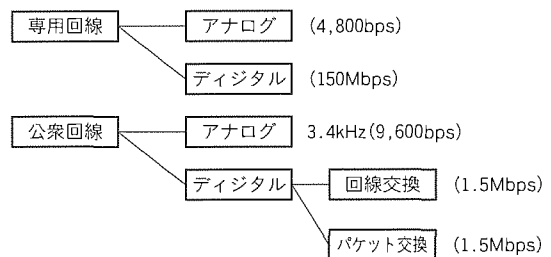 専用回線 アナログ (4,800bps)
ディジタル (150Mbps)
公衆回線 アナログ 3.4kHz(9,600bps)
ディジタル 回線交換 (1.5Mbps)
パケット交換 (1.5Mbps)